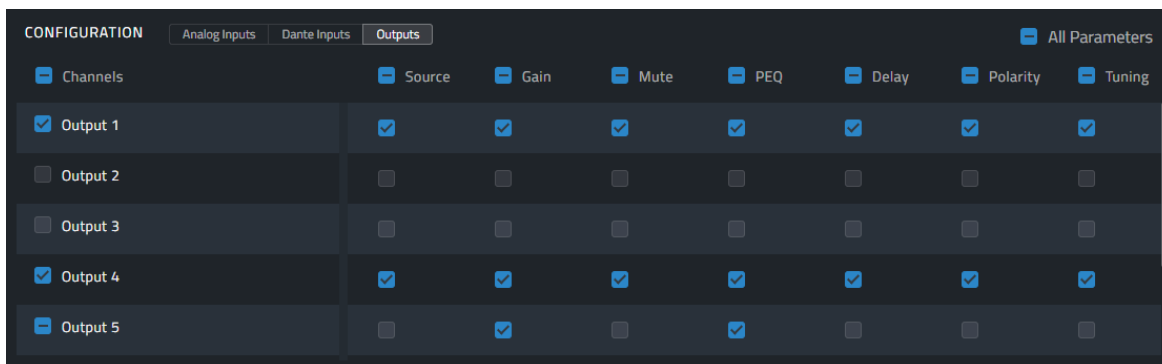 CONFIGURATION Analog Inputs Dante Inputs Outputs All Parameters
Channels Source Gain Mute PEQ Delay Polarity Tuning
Output 1
Output 2
Output 3
Output 4
Output 5